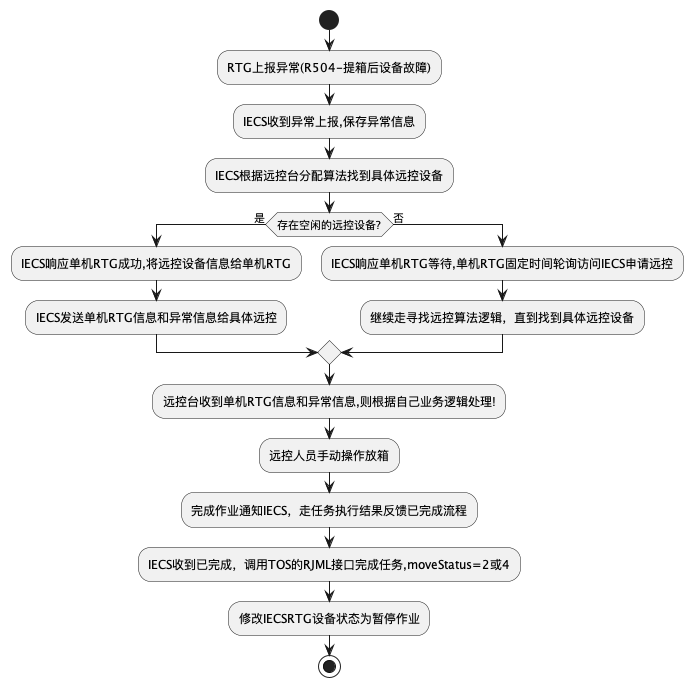 RTG上报异常(R504-提箱后设备故障)
IECS收到异常上报,保存异常信息
IECS根据远控台分配算法找到具体远控设备
是
存在空闲的远控设备?
否
IECS响应单机RTG成功,将远控设备信息给单机RTG
IECS响应单机RTG等待,单机RTG固定时间轮询访问IECS申请远控
IECS发送单机RTG信息和异常信息给具体远控
继续走寻找远控算法逻辑，直到找到具体远控设备
远控台收到单机RTG信息和异常信息,则根据自己业务逻辑处理!
远控人员手动操作放箱
完成作业通知IECS，走任务执行结果反馈已完成流程
IECS收到已完成，调用TOS的RJML接口完成任务,moveStatus=2或4
修改IECSRTG设备状态为暂停作业